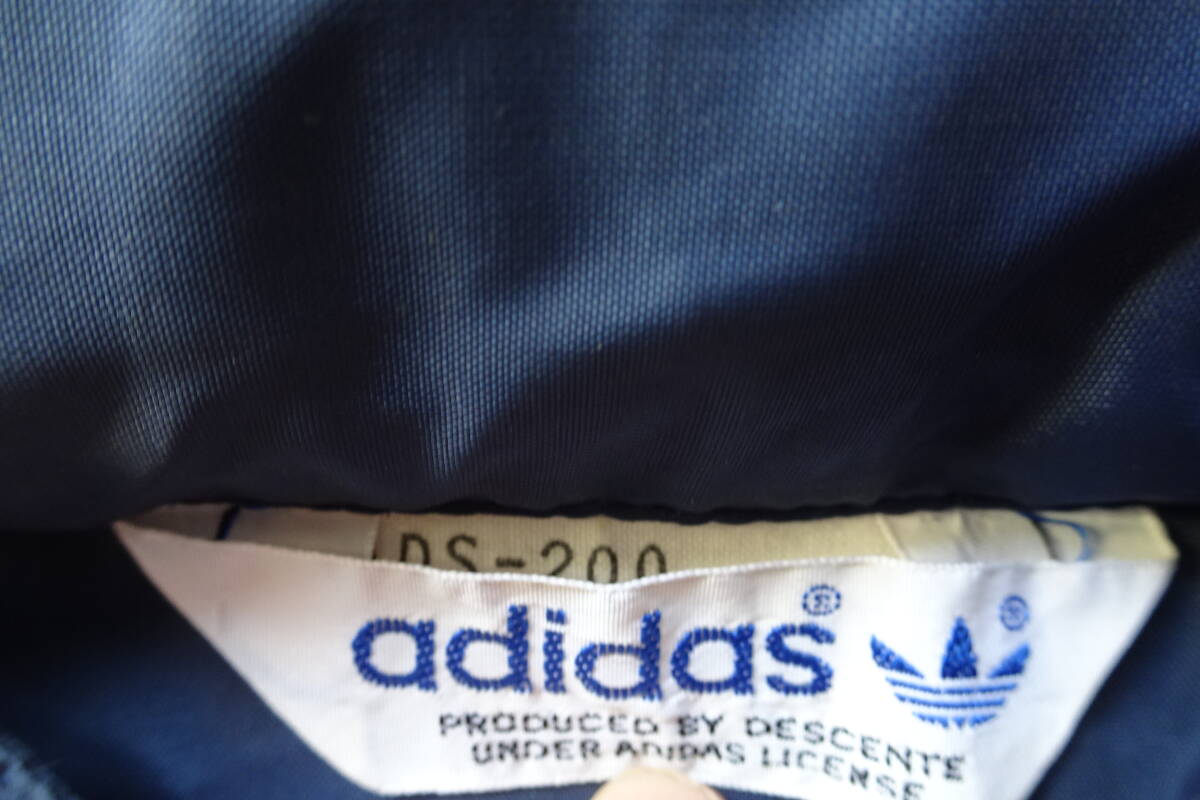 DS-200
adidas®
PRODUCED BY DESCENTE
UNDER ADIDAS LICENSE